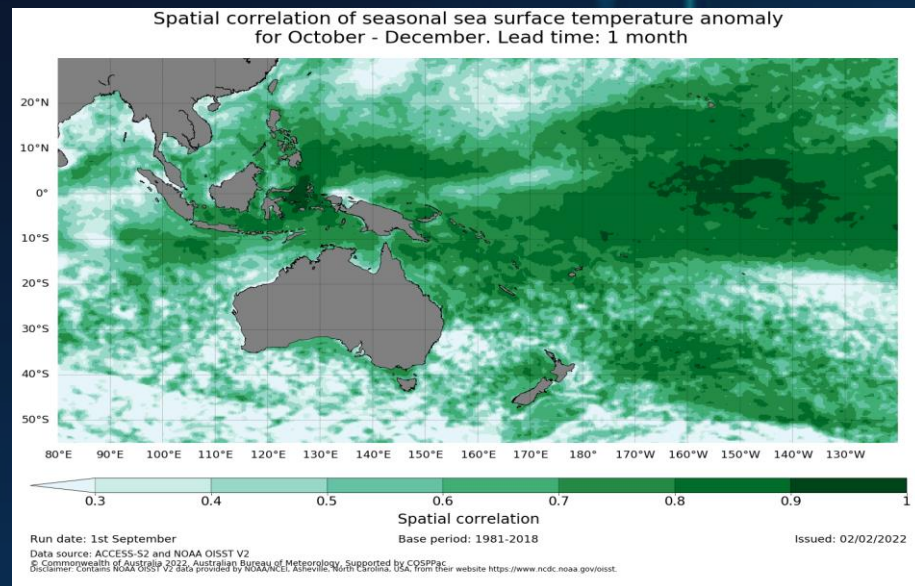 Spatial correlation of seasonal sea surface temperature anomaly
for October - December. Lead time: 1 month
20°N
10°N
0°
10°S
20°S
30°S
40°S
50°S
80°E 90°E 100°E 110°E 120°E 130°E 140°E 150°E 160°E 170°E 180° 170°W 160°W 150°W 140°W 130°W
0.3 0.4 0.5 0.6 0.7 0.8 0.9 1
Spatial correlation
Run date: 1st September Base period: 1981-2018 Issued: 02/02/2022
Data source: ACCESS-S2 and NOAA OISST V2
© Commonwealth of Australia 2022, Australian Bureau of Meteorology, Supported by COSPPac
Disclaimer: Contains NOAA OISST V2 data provided by NOAA/NCEI, Asheville, North Carolina, USA, from their website https://www.ncdc.noaa.gov/oisst.